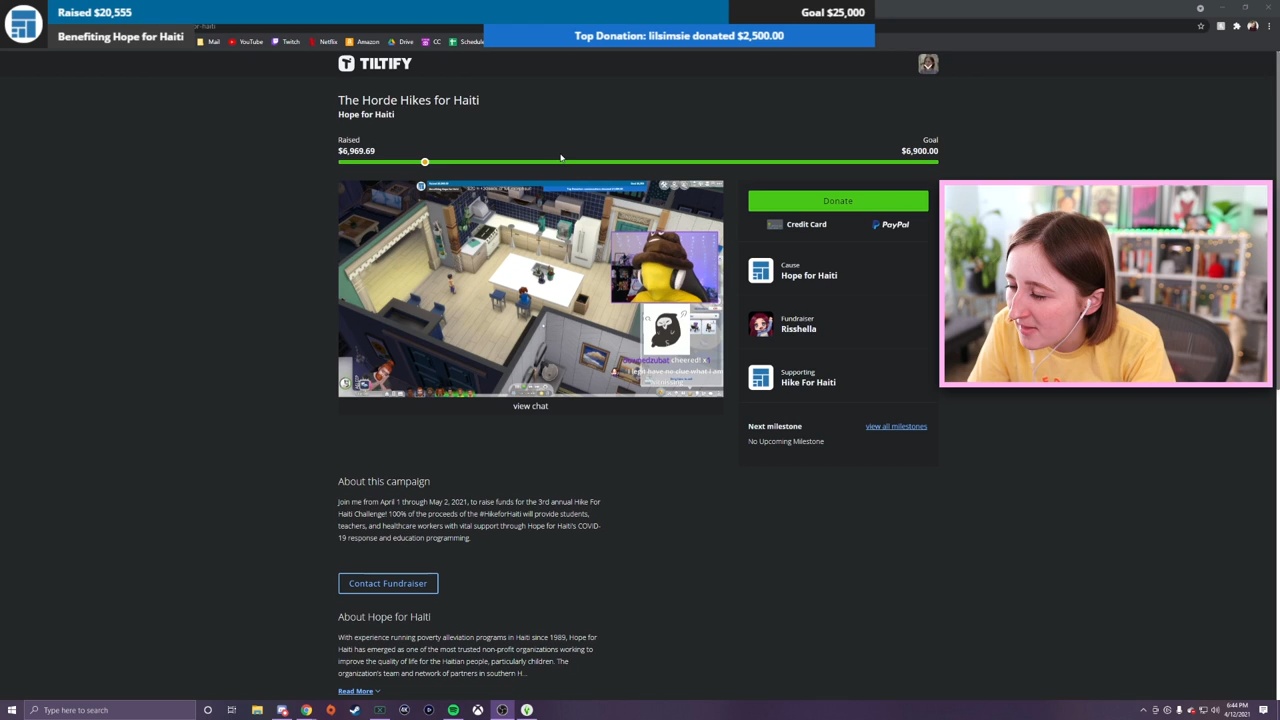 Raised $20,555
Goal $25,000
Benefiting Hope for Haiti
Top Donation: lilsimsie donated $2,500.00
Mail
YouTube
Twitch
Netflix
Amazon
Drive
CC
TILTIFY
The Horde Hikes for Haiti
Hope for Haiti
Raised
Goal
$6,969.69
$6,900.00
cheered! x
view chat
Donate
Credit Card
PayPal
Cause
Hope for Haiti
Fundraiser
Risshella
Supporting
Hike For Haiti
Next milestone
view all milestones
No Upcoming Milestone
About this campaign
Join me from April 1 through May 2, 2021, to raise funds for the 3rd annual Hike For
Haiti Challenge! 100% of the proceeds of the #HikeforHaiti will provide students,
teachers, and healthcare workers with vital support through Hope for Haiti's COVID-
19 response and education programming.
Contact Fundraiser
About Hope for Haiti
With experience running poverty alleviation programs in Haiti since 1989, Hope for
Haiti has emerged as one of the most trusted non-profit organizations working to
improve the quality of life for the Haitian people, particularly children. The
organization's team and network of partners in southern H...
Read More
Type here to search
6:44 PM
4/12/2021